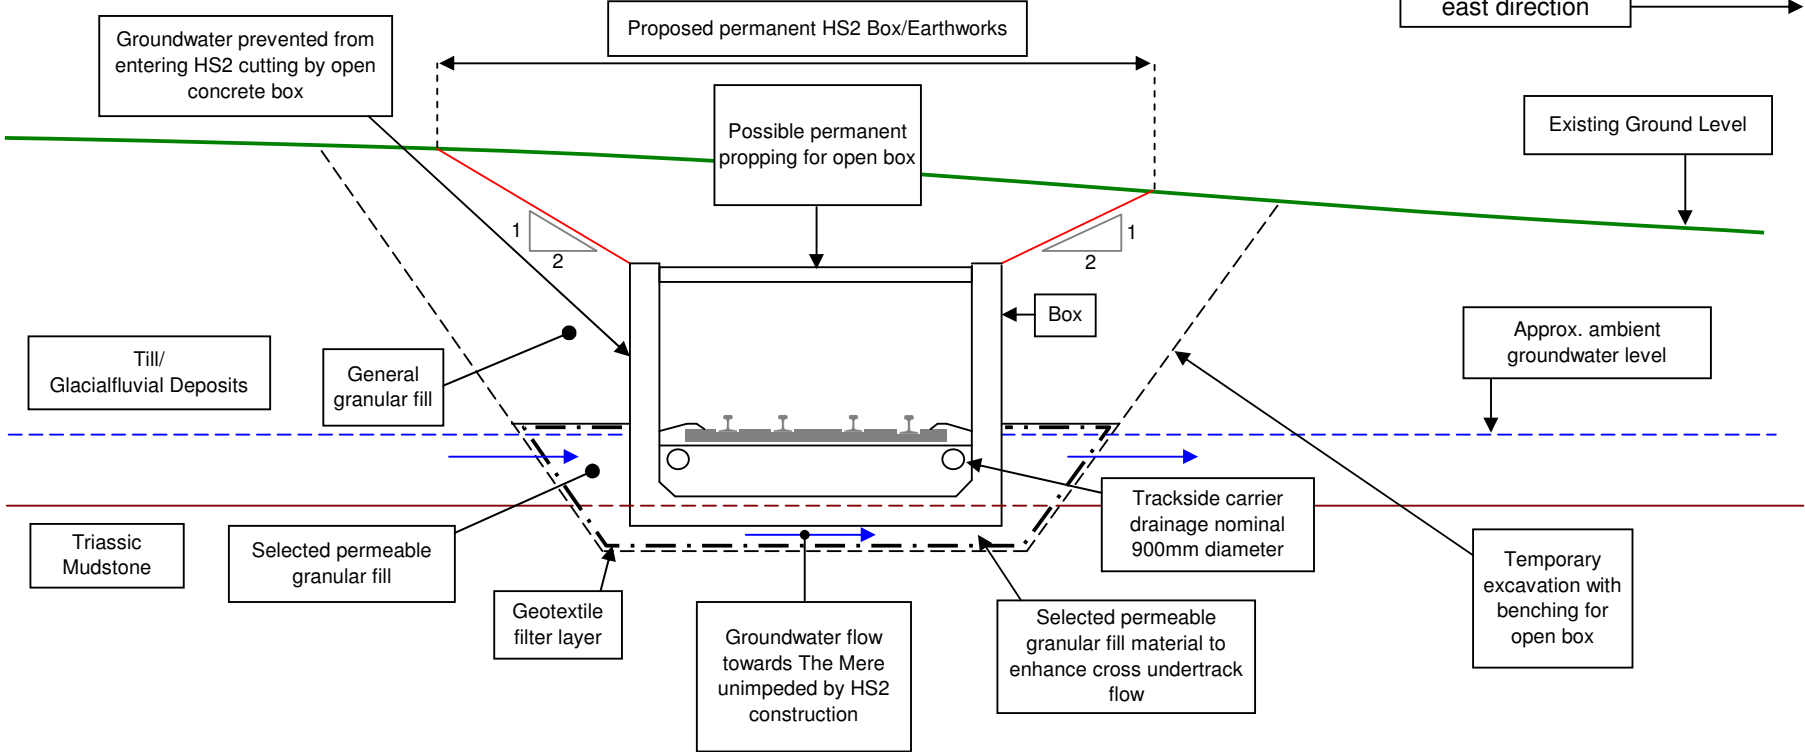 east direction
Proposed permanent HS2 Box/Earthworks
Groundwater prevented from
entering HS2 cutting by open
concrete box
Possible permanent
propping for open box
Existing Ground Level
1
2
1
2
Box
Approx. ambient
groundwater level
Till/
Glacialfluvial Deposits
General
granular fill
Triassic
Mudstone
Selected permeable
granular fill
Geotextile
filter layer
Groundwater flow
towards The Mere
unimpeded by HS2
construction
Selected permeable
granular fill material to
enhance cross undertrack
flow
Trackside carrier
drainage nominal
900mm diameter
Temporary
excavation with
benching for
open box